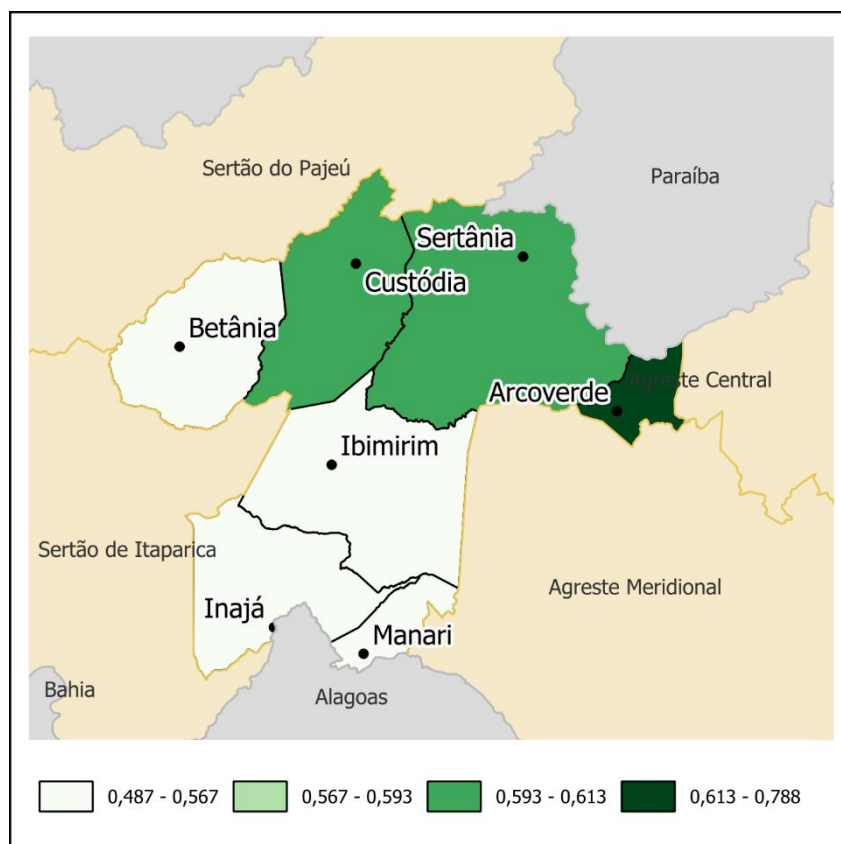 Sertão do Pajeú
Paraíba
Sertânia
Custódia
Betânia
Agreste Central
Arcoverde
Ibimirim
Sertão de Itaparica
Agreste Meridional
Inajá
Manari
Bahia
Alagoas
0,487 - 0,567
0,567 - 0,593
0,593 - 0,613
0,613 - 0,788